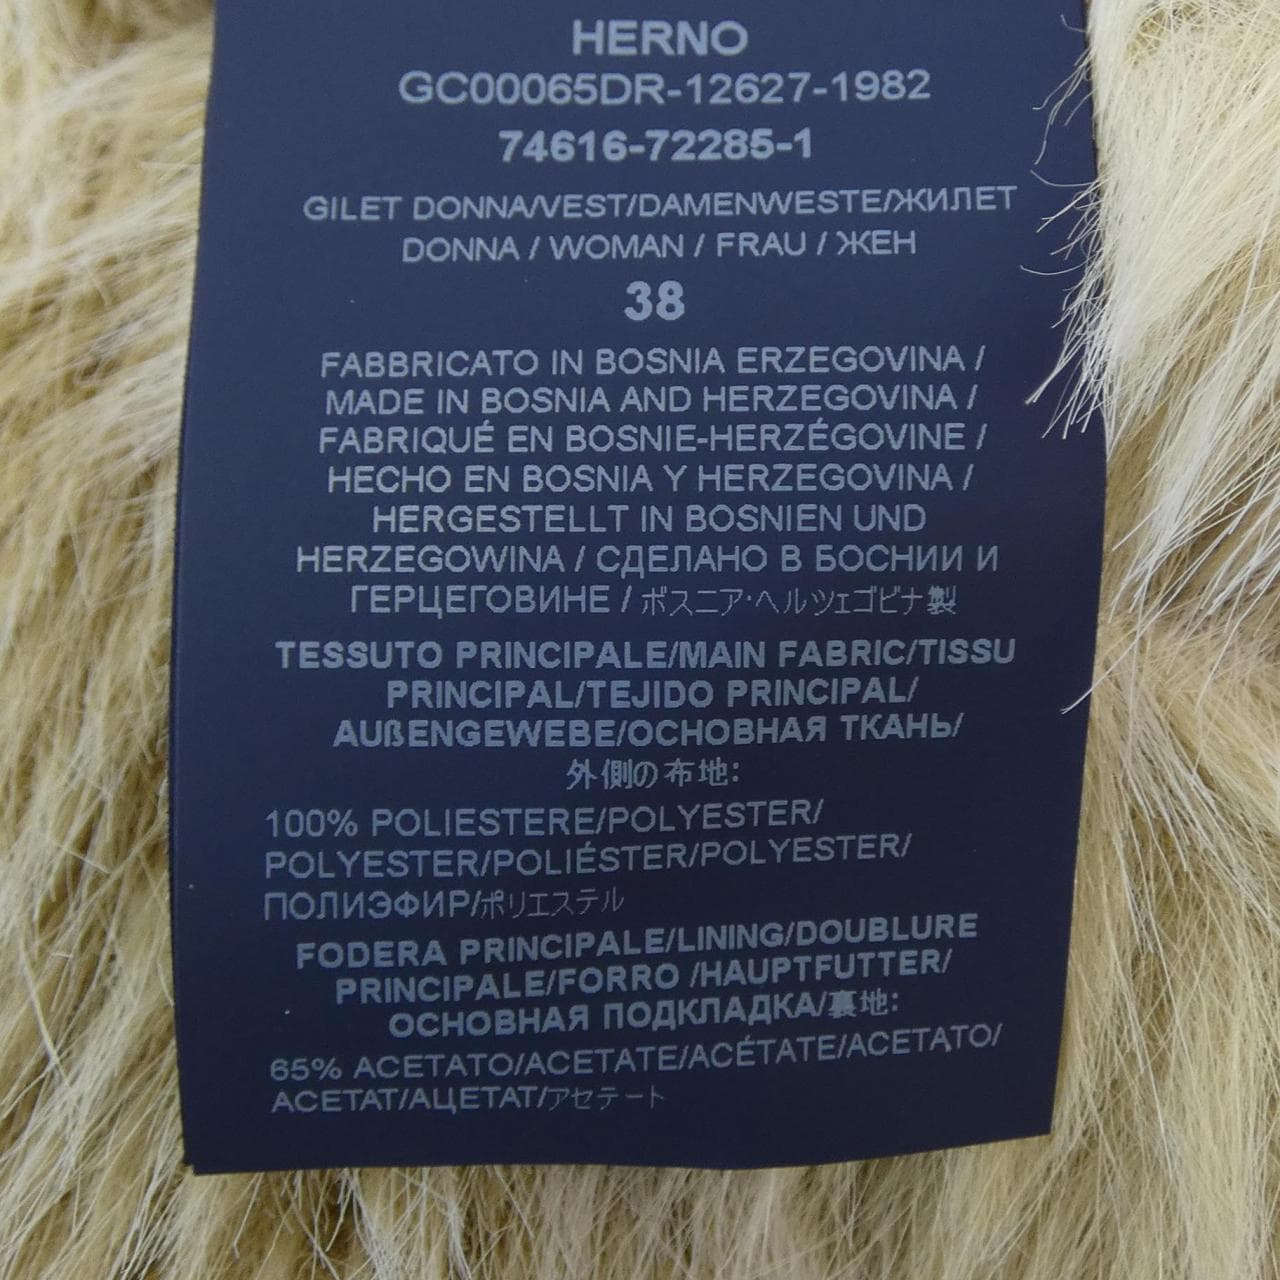 HERNO
GC00065DR-12627-1982
74616-72285-1
GILET DONNA/VEST/DAMENWESTE/ЖИЛЕТ
DONNA / WOMAN / FRAU / ЖЕН
38
FABBRICATO IN BOSNIA ERZEGOVINA /
MADE IN BOSNIA AND HERZEGOVINA /
FABRIQUÉ EN BOSNIE-HERZÉGOVINE /
HECHO EN BOSNIA Y HERZEGOVINA /
HERGESTELLT IN BOSNIEN UND
HERZEGOWINA / СДЕЛАНО В БОСНИИ И
ГЕРЦЕГОВИНЕ / ボスニア・ヘルツェゴビナ製
TESSUTO PRINCIPALE/MAIN FABRIC/TISSU
PRINCIPAL/TEJIDO PRINCIPAL/
AUßENGEWEBE/ОСНОВНАЯ ТКАНЬ/
外側の布地:
100% POLIESTERE/POLYESTER/
POLYESTER/POLIÉSTER/POLYESTER/
ПОЛИЭФИР/ポリエステル
FODERA PRINCIPALE/LINING/DOUBLURE
PRINCIPALE/FORRO /HAUPTFUTTER/
ОСНОВНАЯ ПОДКЛАДКА/裏地:
65% ACETATO/ACETATE/ACÉTATE/ACETATO/
ACETAT/АЦЕТАТ/アセテート